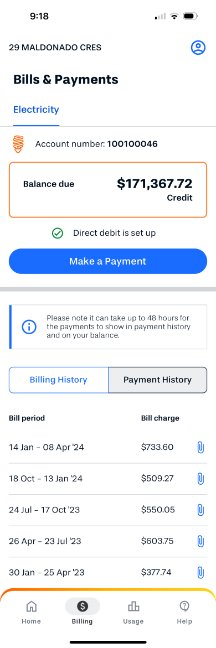 9:18
29 MALDONADO CRES
Bills & Payments
Electricity
Account number: 100100046
Balance due
$171,367.72
Credit
Direct debit is set up
Make a Payment
Please note it can take up to 48 hours for
the payments to show in payment history
and on your balance.
Billing History
Payment History
Bill period
Bill charge
14 Jan - 08 Apr '24
$733.60
18 Oct - 13 Jan '24
$509.27
24 Jul - 17 Oct '23
$550.05
26 Apr - 23 Jul '23
$603.75
30 Jan - 25 Apr '23
$377.74
Home
Billing
Usage
Help